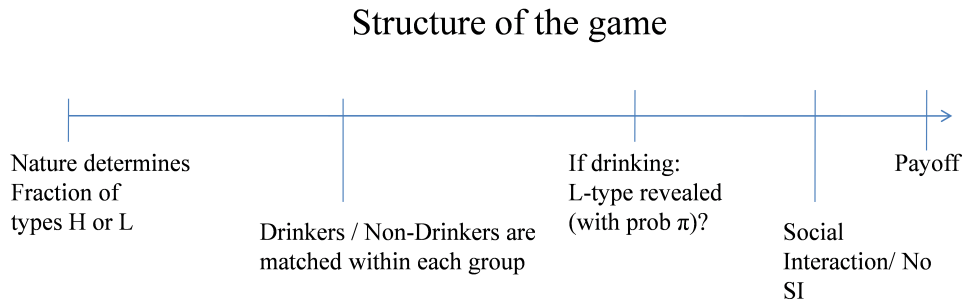 Structure of the game
Nature determines
Fraction of
types H or L
Drinkers / Non-Drinkers are
matched within each group
If drinking:
L-type revealed
(with prob π)?
Social
Interaction/ No
SI
Payoff